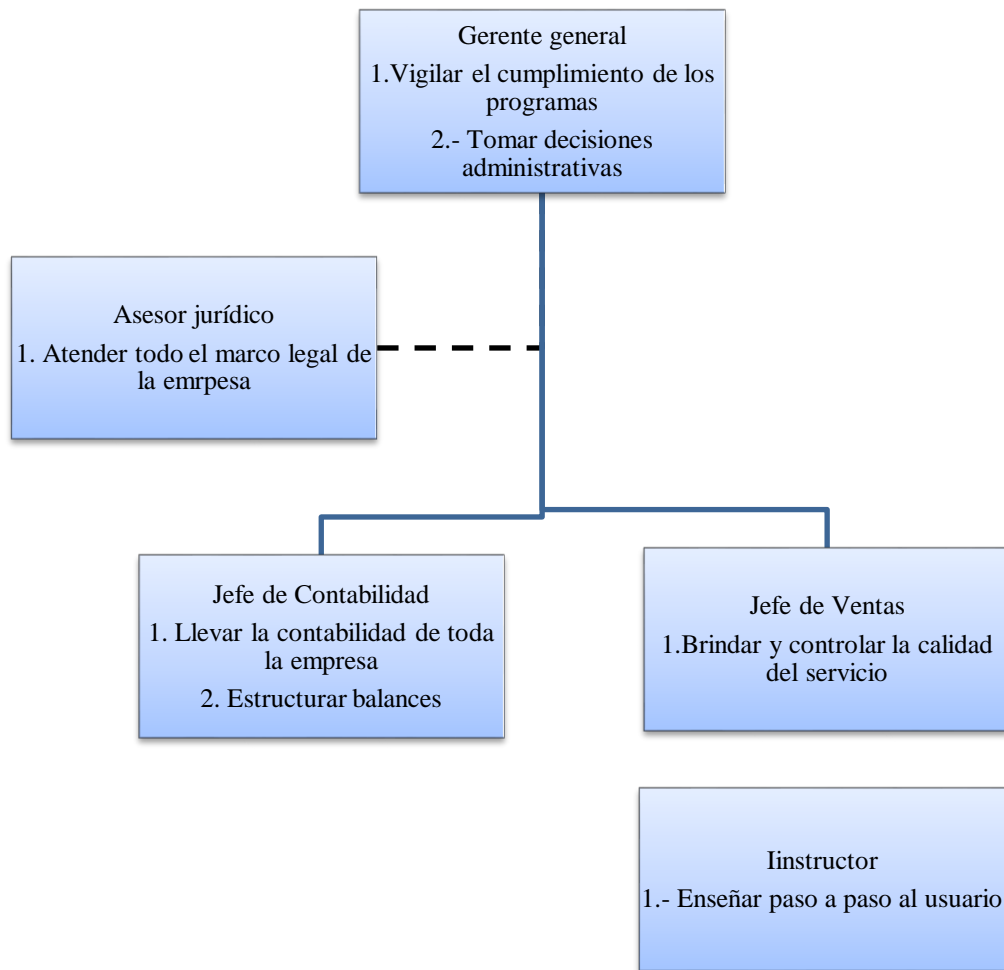 Gerente general
1.Vigilar el cumplimiento de los
programas
2.- Tomar decisiones
administrativas
Asesor jurídico
1. Atender todo el marco legal de
la emrpesa
Jefe de Contabilidad
1. Llevar la contabilidad de toda
la empresa
2. Estructurar balances
Jefe de Ventas
1.Brindar y controlar la calidad
del servicio
Iinstructor
1.- Enseñar paso a paso al usuario